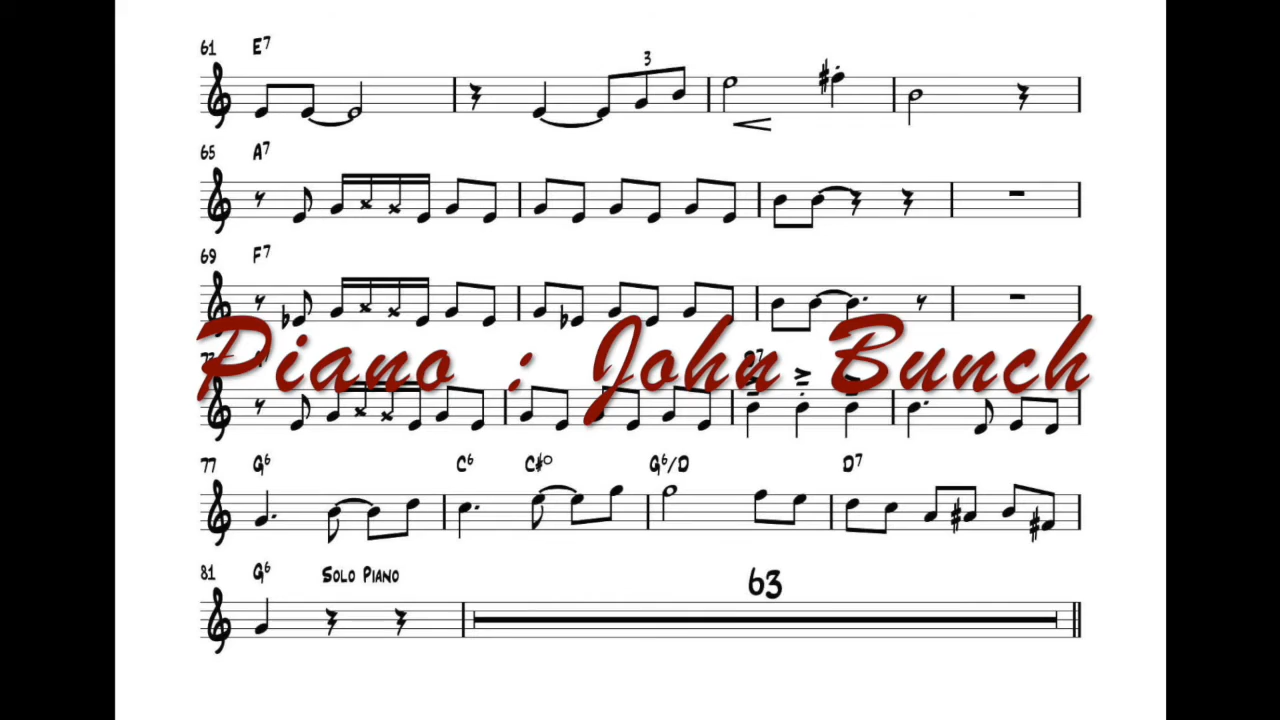 61 E7
3
65 A7
69 F7
Piano : John Bunch
77 G6 C6 C#o G6/D D7
81 G6 Solo Piano
63